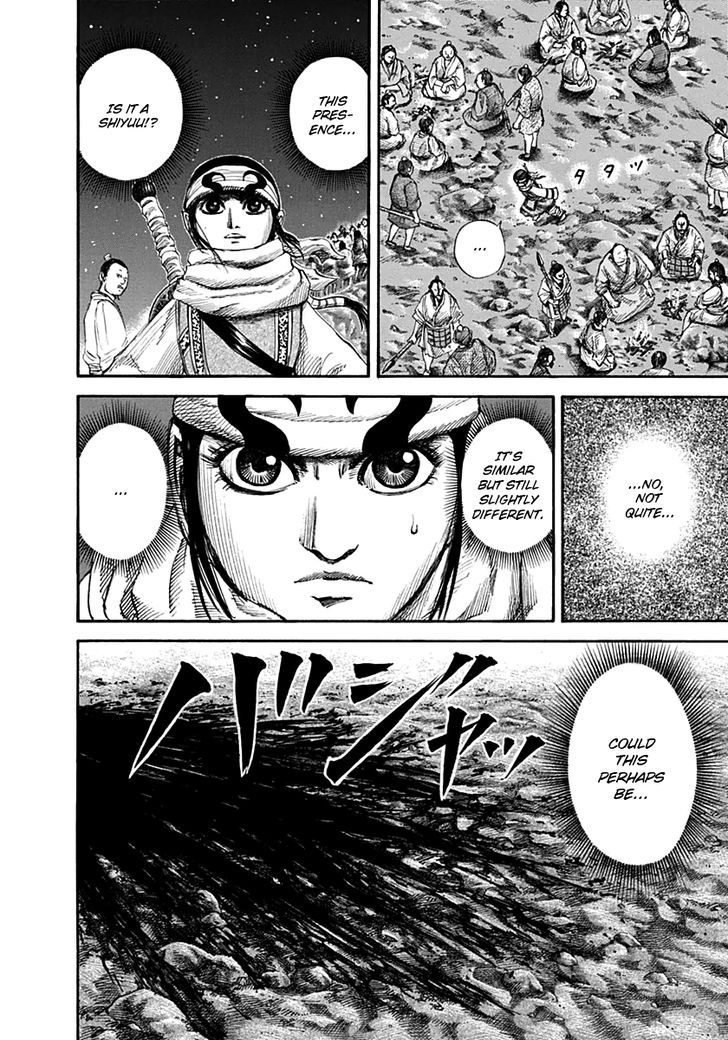 タタッ
...
THIS
PRES-
ENCE...
IS IT A
SHIYUU!?
...NO,
NOT
QUITE...
IT'S
SIMILAR
BUT STILL
SLIGHTLY
DIFFERENT.
...
COULD
THIS
PERHAPS
BE...
バジャッ